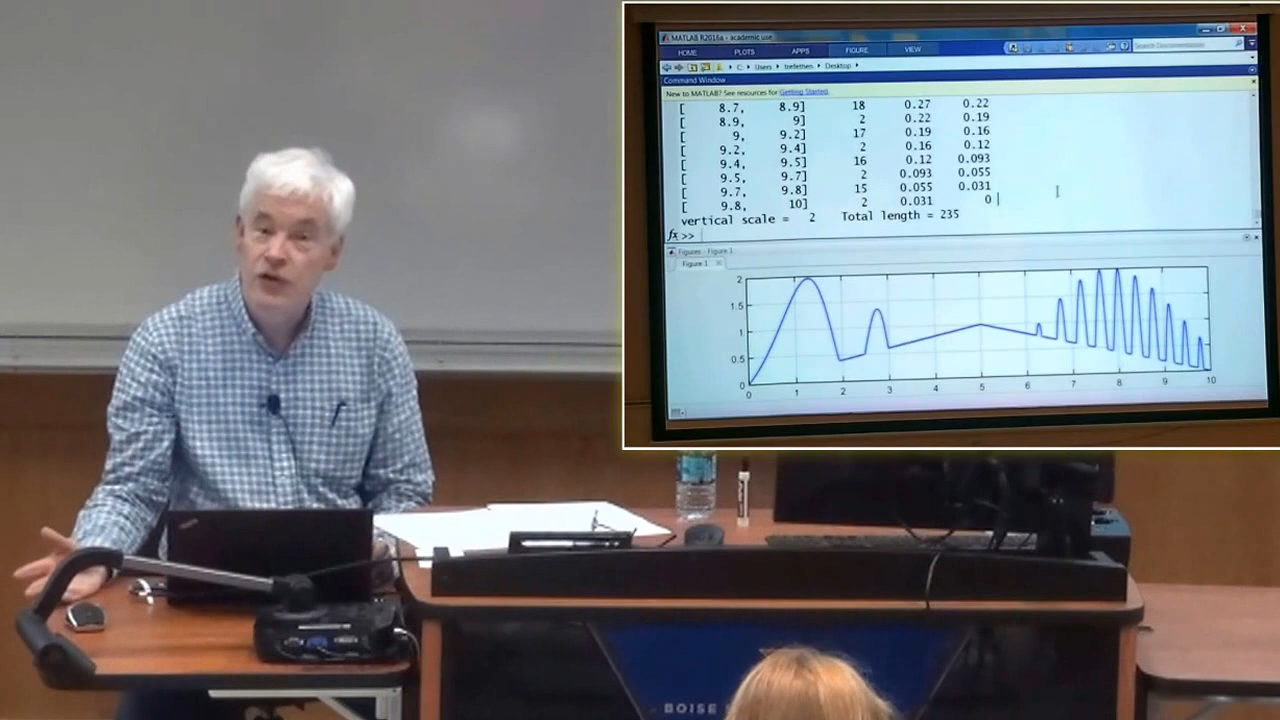 MATLAB R2016a - academic use
HOME PLOTS APPS FIGURE VIEW Search Documentation
C: Users trefethen Desktop
Command Window
New to MATLAB? See resources for Getting Started.
[ 8.7, 8.9] 18 0.27 0.22
[ 8.9, 9] 2 0.22 0.19
[ 9, 9.2] 17 0.19 0.16
[ 9.2, 9.4] 2 0.16 0.12
[ 9.4, 9.5] 16 0.12 0.093
[ 9.5, 9.7] 2 0.093 0.055
[ 9.7, 9.8] 15 0.055 0.031
[ 9.8, 10] 2 0.031 0
vertical scale = 2 Total length = 235
fx >>
Figures - Figure 1
Figure 1
2
1.5
1
0.5
0
0 1 2 3 4 5 6 7 8 9 10
BOISE